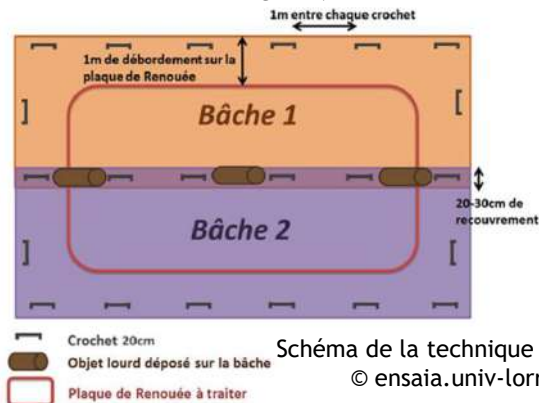 1m entre chaque crochet
1m de débordement sur la
plaque de Renouée
Bâche 1
20-30cm de
recouvrement
Bâche 2
Crochet 20cm
Objet lourd déposé sur la bâche
Plaque de Renouée à traiter
Schéma de la technique
© ensaia.univ-lorr